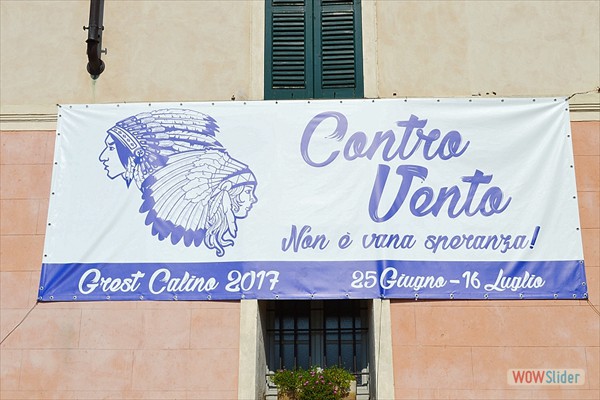 Contro
Vento
Non è vana speranza!
Grest Calino 2017 25 Giugno - 16 Luglio
WOWSlider